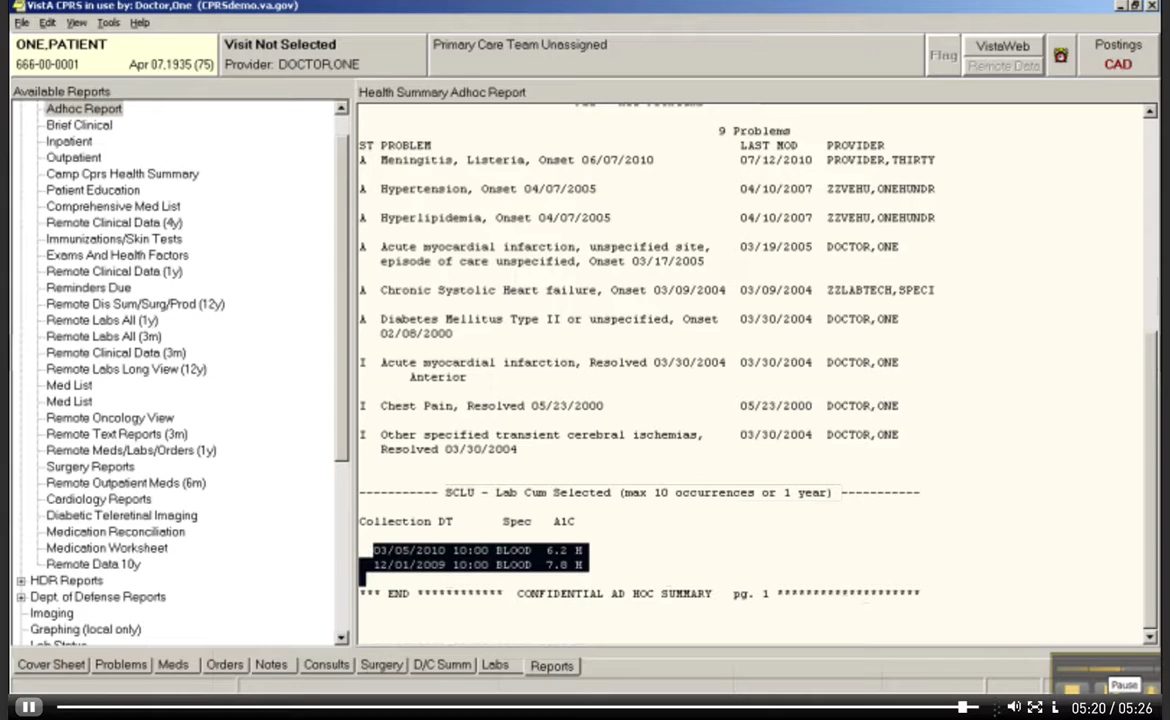 VistA CPRS in use by: Doctor,One (CPRSdemo.va.gov)
File Edit View Tools Help
ONE,PATIENT
666-00-0001 Apr 07,1935 (75)
Visit Not Selected
Provider: DOCTOR,ONE
Primary Care Team Unassigned
Flag
VistaWeb
Remote Data
Postings
CAD
Available Reports
Adhoc Report
Brief Clinical
Inpatient
Outpatient
Camp Cprs Health Summary
Patient Education
Comprehensive Med List
Remote Clinical Data (4y)
Immunizations/Skin Tests
Exams And Health Factors
Remote Clinical Data (1y)
Reminders Due
Remote Dis Sum/Surg/Prod (12y)
Remote Labs All (1y)
Remote Labs All (3m)
Remote Clinical Data (3m)
Remote Labs Long View (12y)
Med List
Med List
Remote Oncology View
Remote Text Reports (3m)
Remote Meds/Labs/Orders (1y)
Surgery Reports
Remote Outpatient Meds (6m)
Cardiology Reports
Diabetic Teleretinal Imaging
Medication Reconciliation
Medication Worksheet
Remote Data 10y
HDR Reports
Dept. of Defense Reports
Imaging
Graphing (local only)
Lab Status
Health Summary Adhoc Report
9 Problems
ST PROBLEM LAST MOD PROVIDER
A Meningitis, Listeria, Onset 06/07/2010 07/12/2010 PROVIDER,THIRTY
A Hypertension, Onset 04/07/2005 04/10/2007 ZZVEHU,ONEHUNDR
A Hyperlipidemia, Onset 04/07/2005 04/10/2007 ZZVEHU,ONEHUNDR
A Acute myocardial infarction, unspecified site, 03/19/2005 DOCTOR,ONE
episode of care unspecified, Onset 03/17/2005
A Chronic Systolic Heart failure, Onset 03/09/2004 03/09/2004 ZZLABTECH,SPECI
A Diabetes Mellitus Type II or unspecified, Onset 03/30/2004 DOCTOR,ONE
02/08/2000
I Acute myocardial infarction, Resolved 03/30/2004 03/30/2004 DOCTOR,ONE
Anterior
I Chest Pain, Resolved 05/23/2000 05/23/2000 DOCTOR,ONE
I Other specified transient cerebral ischemias, 03/30/2004 DOCTOR,ONE
Resolved 03/30/2004
----------- SCLU - Lab Cum Selected (max 10 occurrences or 1 year) -----------
Collection DT Spec A1C
03/05/2010 10:00 BLOOD 6.2 H
12/01/2009 10:00 BLOOD 7.8 H
*** END ************ CONFIDENTIAL AD HOC SUMMARY pg. 1 ********************
Cover Sheet Problems Meds Orders Notes Consults Surgery D/C Summ Labs Reports
Pause
05:20 / 05:26